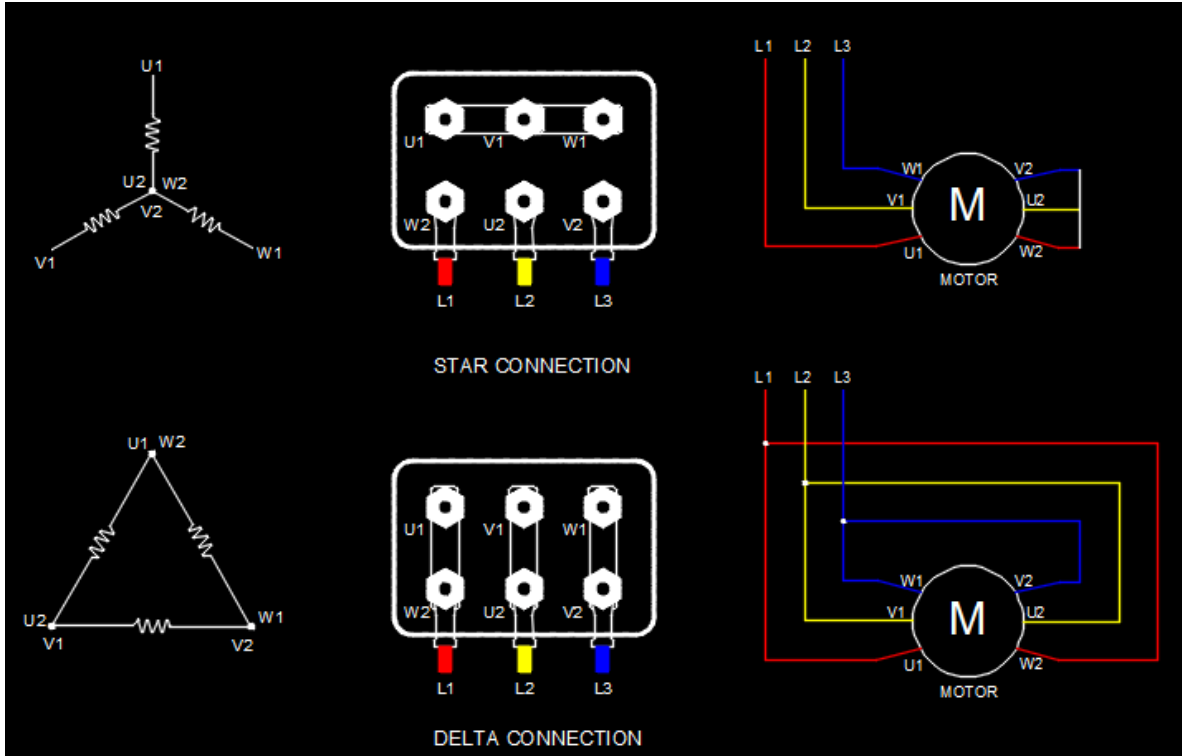 L1 L2 L3
U1
U2 W2
V2
V1
W1
U1 V1 W1
W2 U2 V2
L1 L2 L3
STAR CONNECTION
W1 V2
V1 M U2
U1 W2
MOTOR
L1 L2 L3
U1 W2
U2 W1
V1 V2
U1 V1 W1
W2 U2 V2
L1 L2 L3
DELTA CONNECTION
W1 V2
V1 M U2
U1 W2
MOTOR